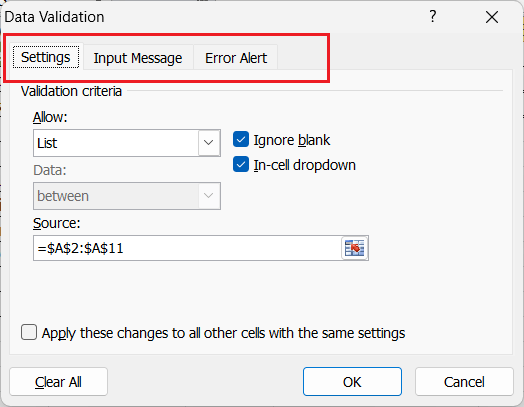 Data Validation ?
Settings Input Message Error Alert
Validation criteria
Allow:
List
Ignore blank
In-cell dropdown
Data:
between
Source:
=$A$2:$A$11
Apply these changes to all other cells with the same settings
Clear All OK Cancel